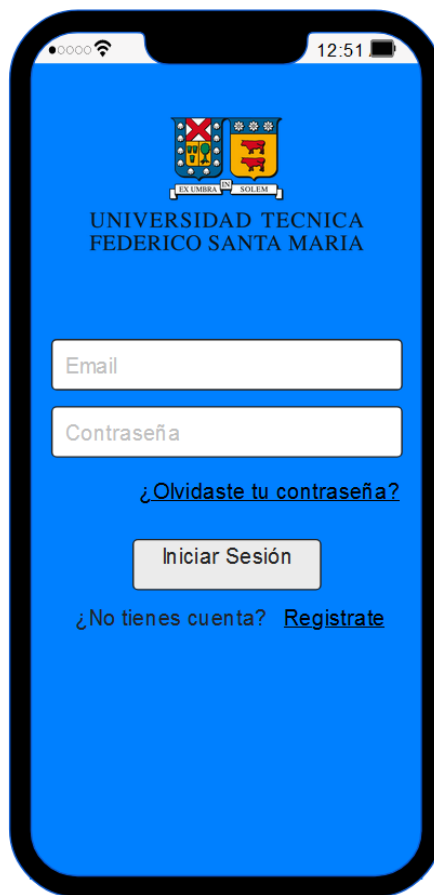 12:51
EX UMBRA IN SOLEM
UNIVERSIDAD TECNICA
FEDERICO SANTA MARIA
Email
Contraseña
¿Olvidaste tu contraseña?
Iniciar Sesión
¿No tienes cuenta? Registrate